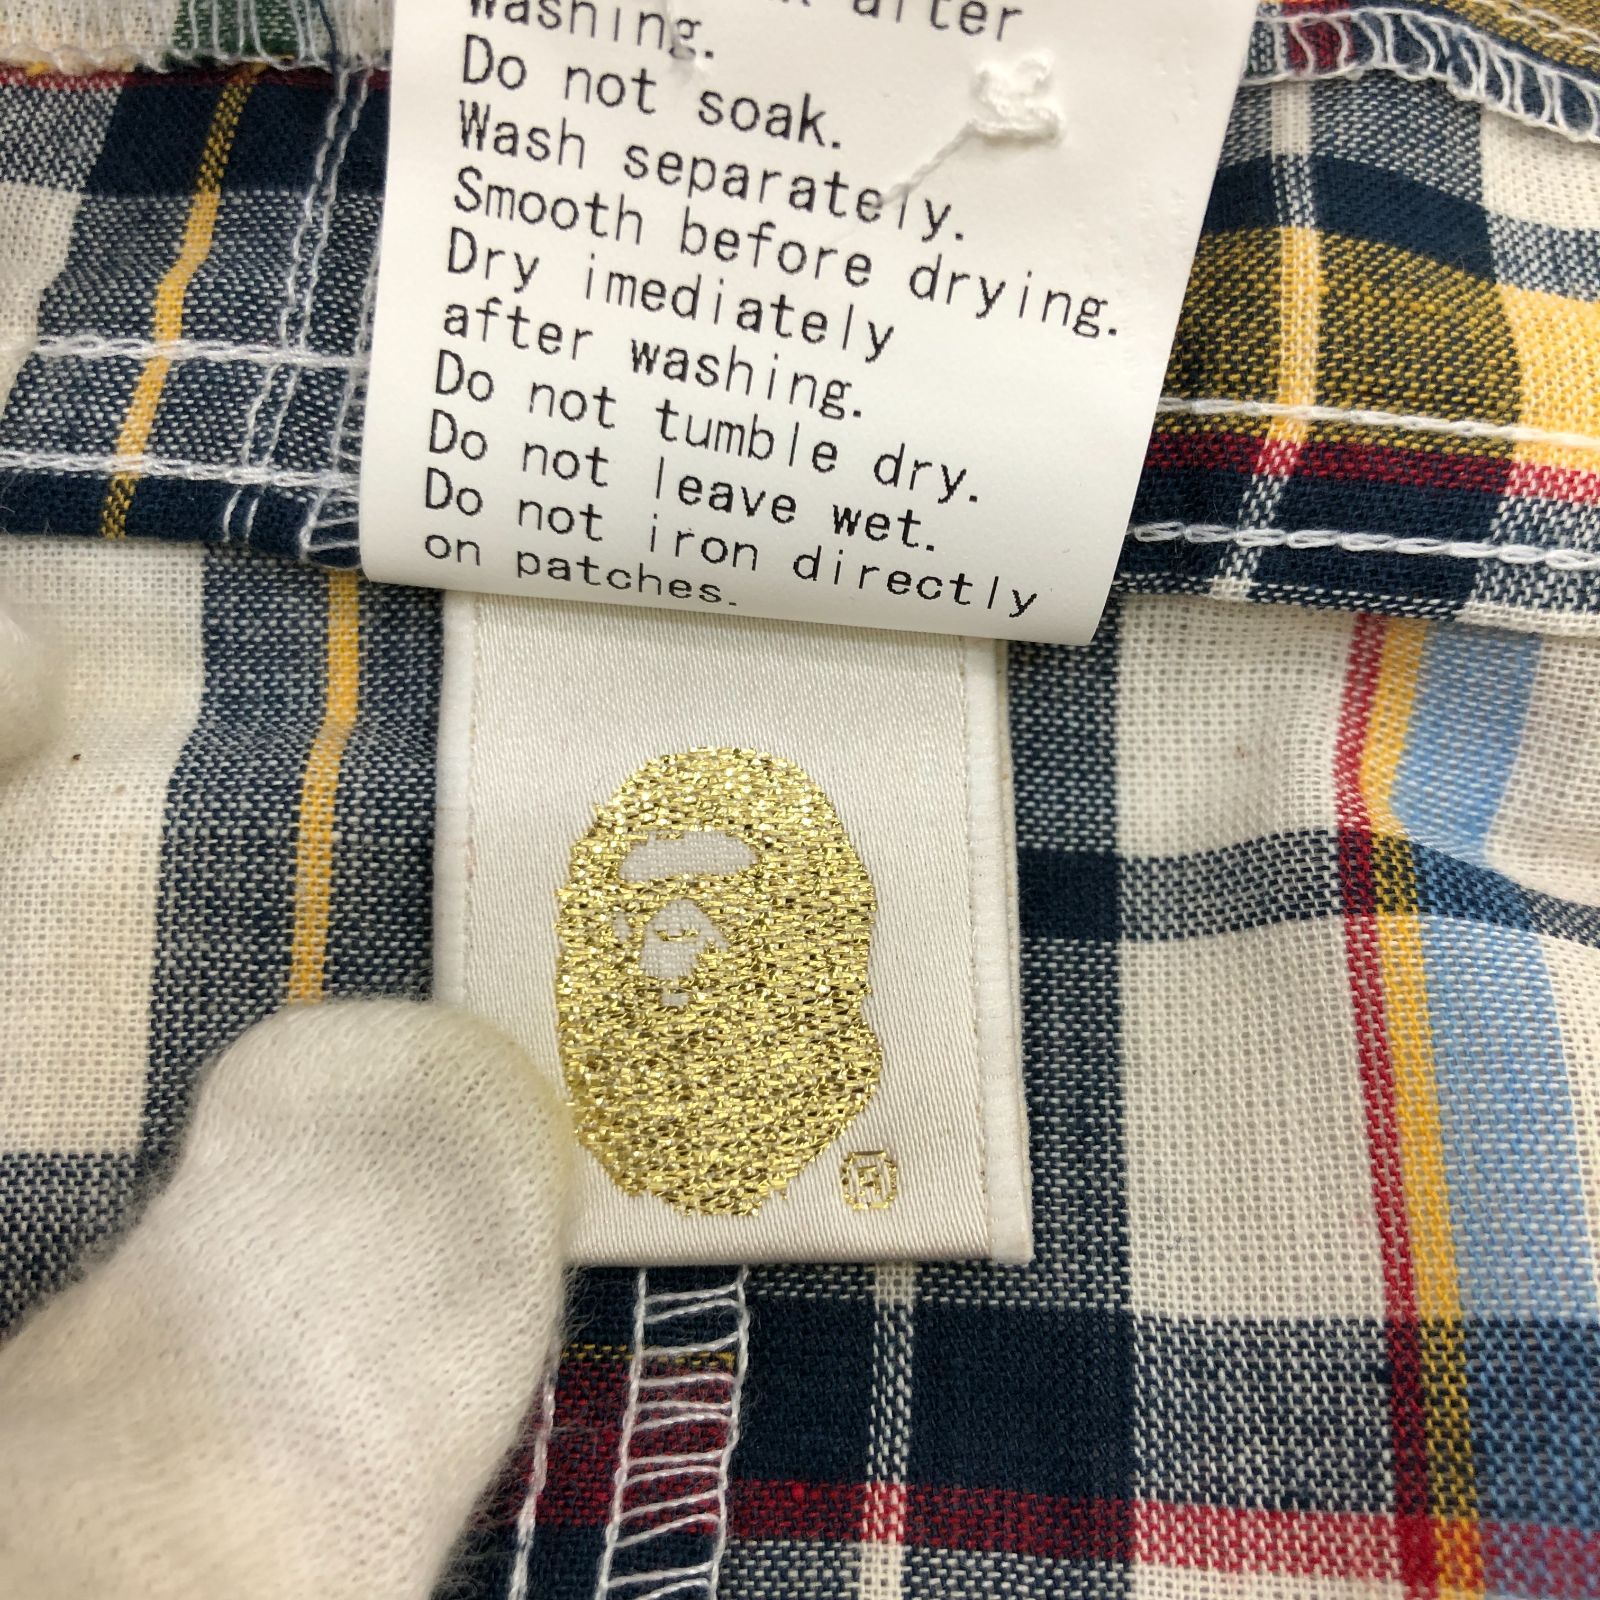 after
washing.
Do not soak.
Wash separately.
Smooth before drying.
Dry imediately
after washing.
Do not tumble dry.
Do not leave wet.
Do not iron directly
on patches.
®